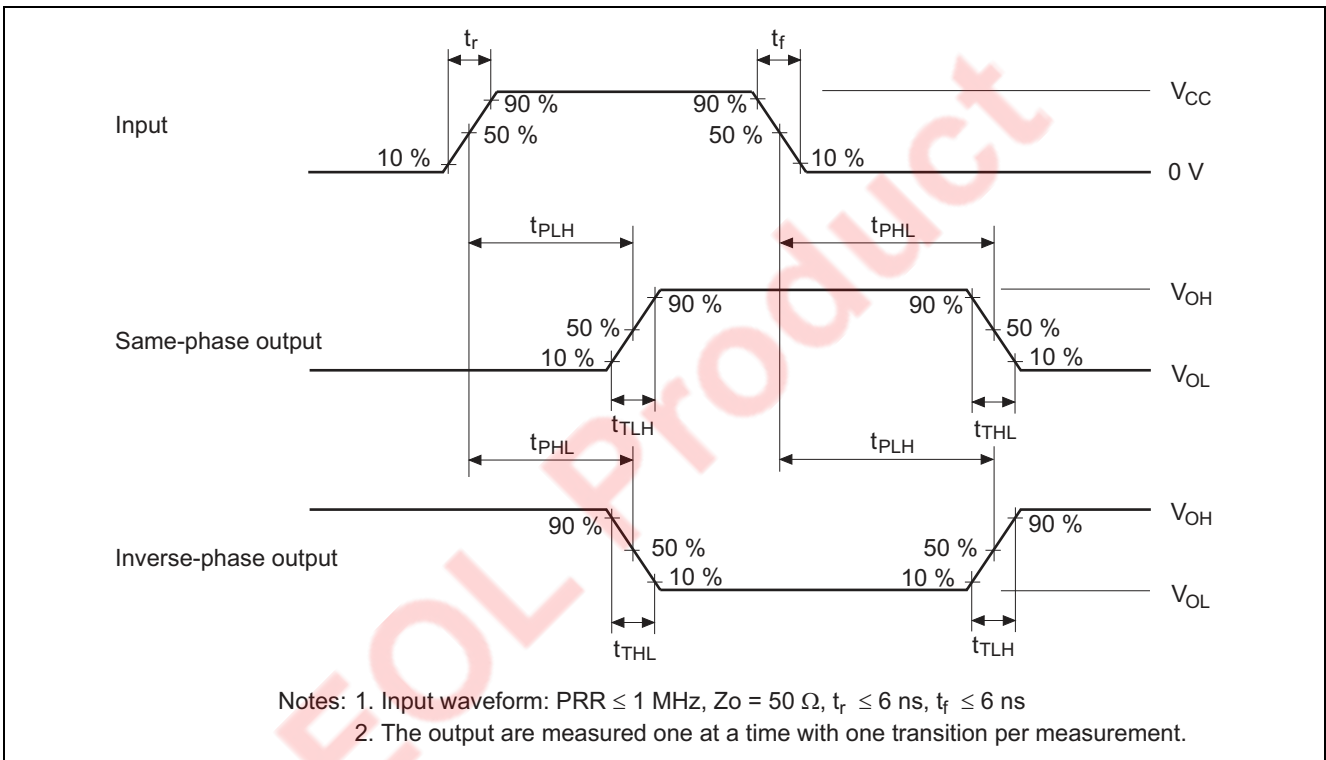 tr
tf
90 %
90 %
VCC
Input
50 %
50 %
10 %
10 %
0 V
tPLH
tPHL
90 %
90 %
VOH
50 %
50 %
Same-phase output
10 %
10 %
VOL
tTLH
tTHL
tPHL
tPLH
90 %
90 %
VOH
50 %
50 %
Inverse-phase output
10 %
10 %
VOL
tTHL
tTLH
Notes: 1. Input waveform: PRR ≤ 1 MHz, Zo = 50 Ω, tr ≤ 6 ns, tf ≤ 6 ns
2. The output are measured one at a time with one transition per measurement.
EOL Product